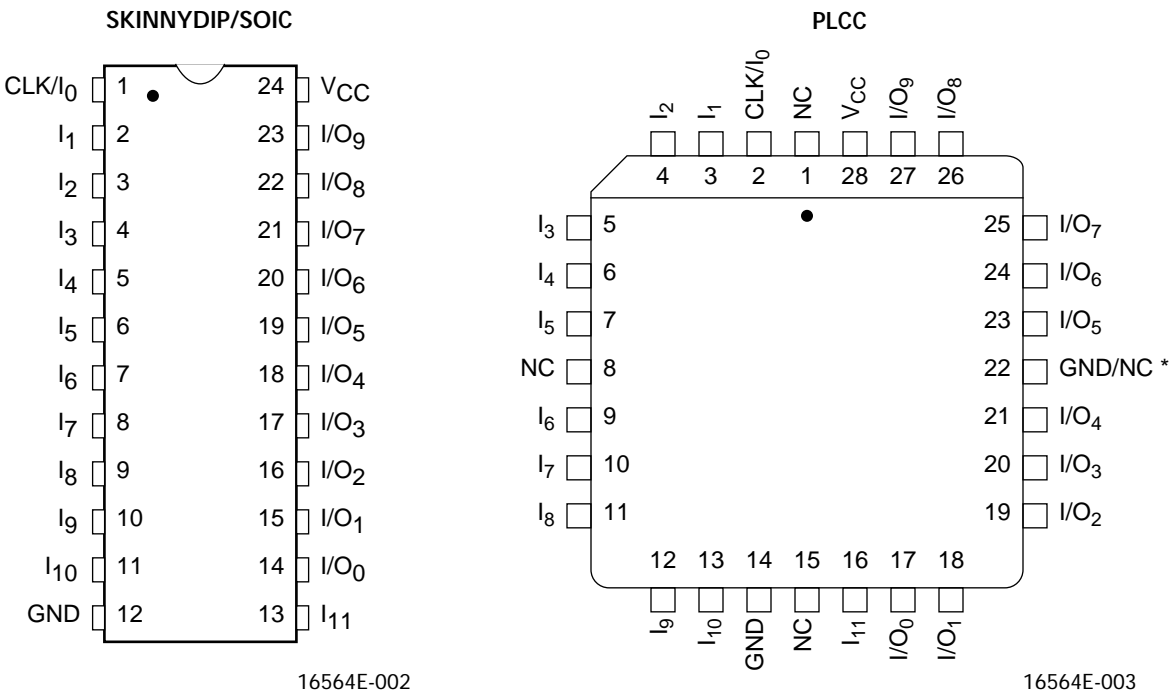 SKINNYDIP/SOIC
CLK/I0 1 24 VCC
I1 2 23 I/O9
I2 3 22 I/O8
I3 4 21 I/O7
I4 5 20 I/O6
I5 6 19 I/O5
I6 7 18 I/O4
I7 8 17 I/O3
I8 9 16 I/O2
I9 10 15 I/O1
I10 11 14 I/O0
GND 12 13 I11
16564E-002
PLCC
I2 I1 CLK/I0 NC VCC I/O9 I/O8
4 3 2 1 28 27 26
I3 5 25 I/O7
I4 6 24 I/O6
I5 7 23 I/O5
NC 8 22 GND/NC *
I6 9 21 I/O4
I7 10 20 I/O3
I8 11 19 I/O2
12 13 14 15 16 17 18
I9 I10 GND NC I11 I/O0 I/O1
16564E-003